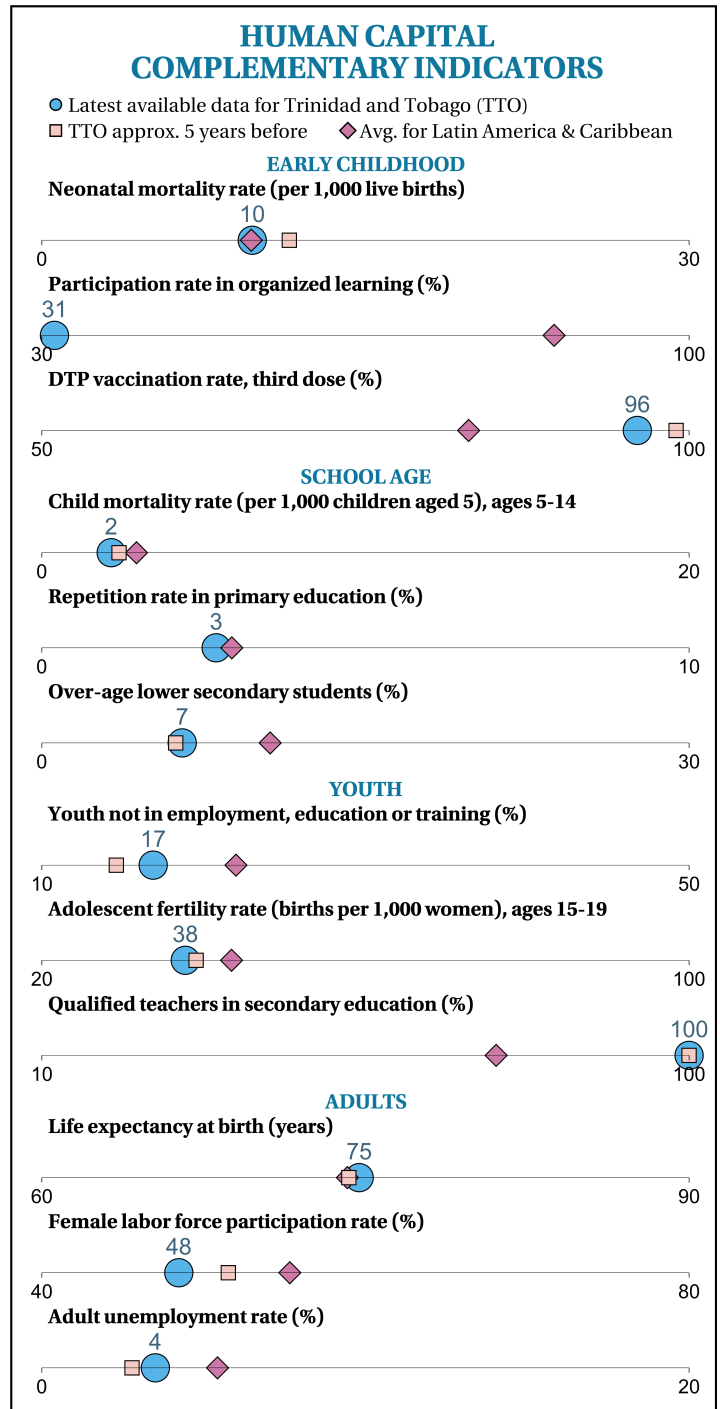 HUMAN CAPITAL
COMPLEMENTARY INDICATORS
Latest available data for Trinidad and Tobago (TTO)
TTO approx. 5 years before Avg. for Latin America & Caribbean
EARLY CHILDHOOD
Neonatal mortality rate (per 1,000 live births)
10
0 30
Participation rate in organized learning (%)
31
30 100
DTP vaccination rate, third dose (%)
96
50 100
SCHOOL AGE
Child mortality rate (per 1,000 children aged 5), ages 5-14
2
0 20
Repetition rate in primary education (%)
3
0 10
Over-age lower secondary students (%)
7
0 30
YOUTH
Youth not in employment, education or training (%)
17
10 50
Adolescent fertility rate (births per 1,000 women), ages 15-19
38
20 100
Qualified teachers in secondary education (%)
100
10 100
ADULTS
Life expectancy at birth (years)
75
60 90
Female labor force participation rate (%)
48
40 80
Adult unemployment rate (%)
4
0 20